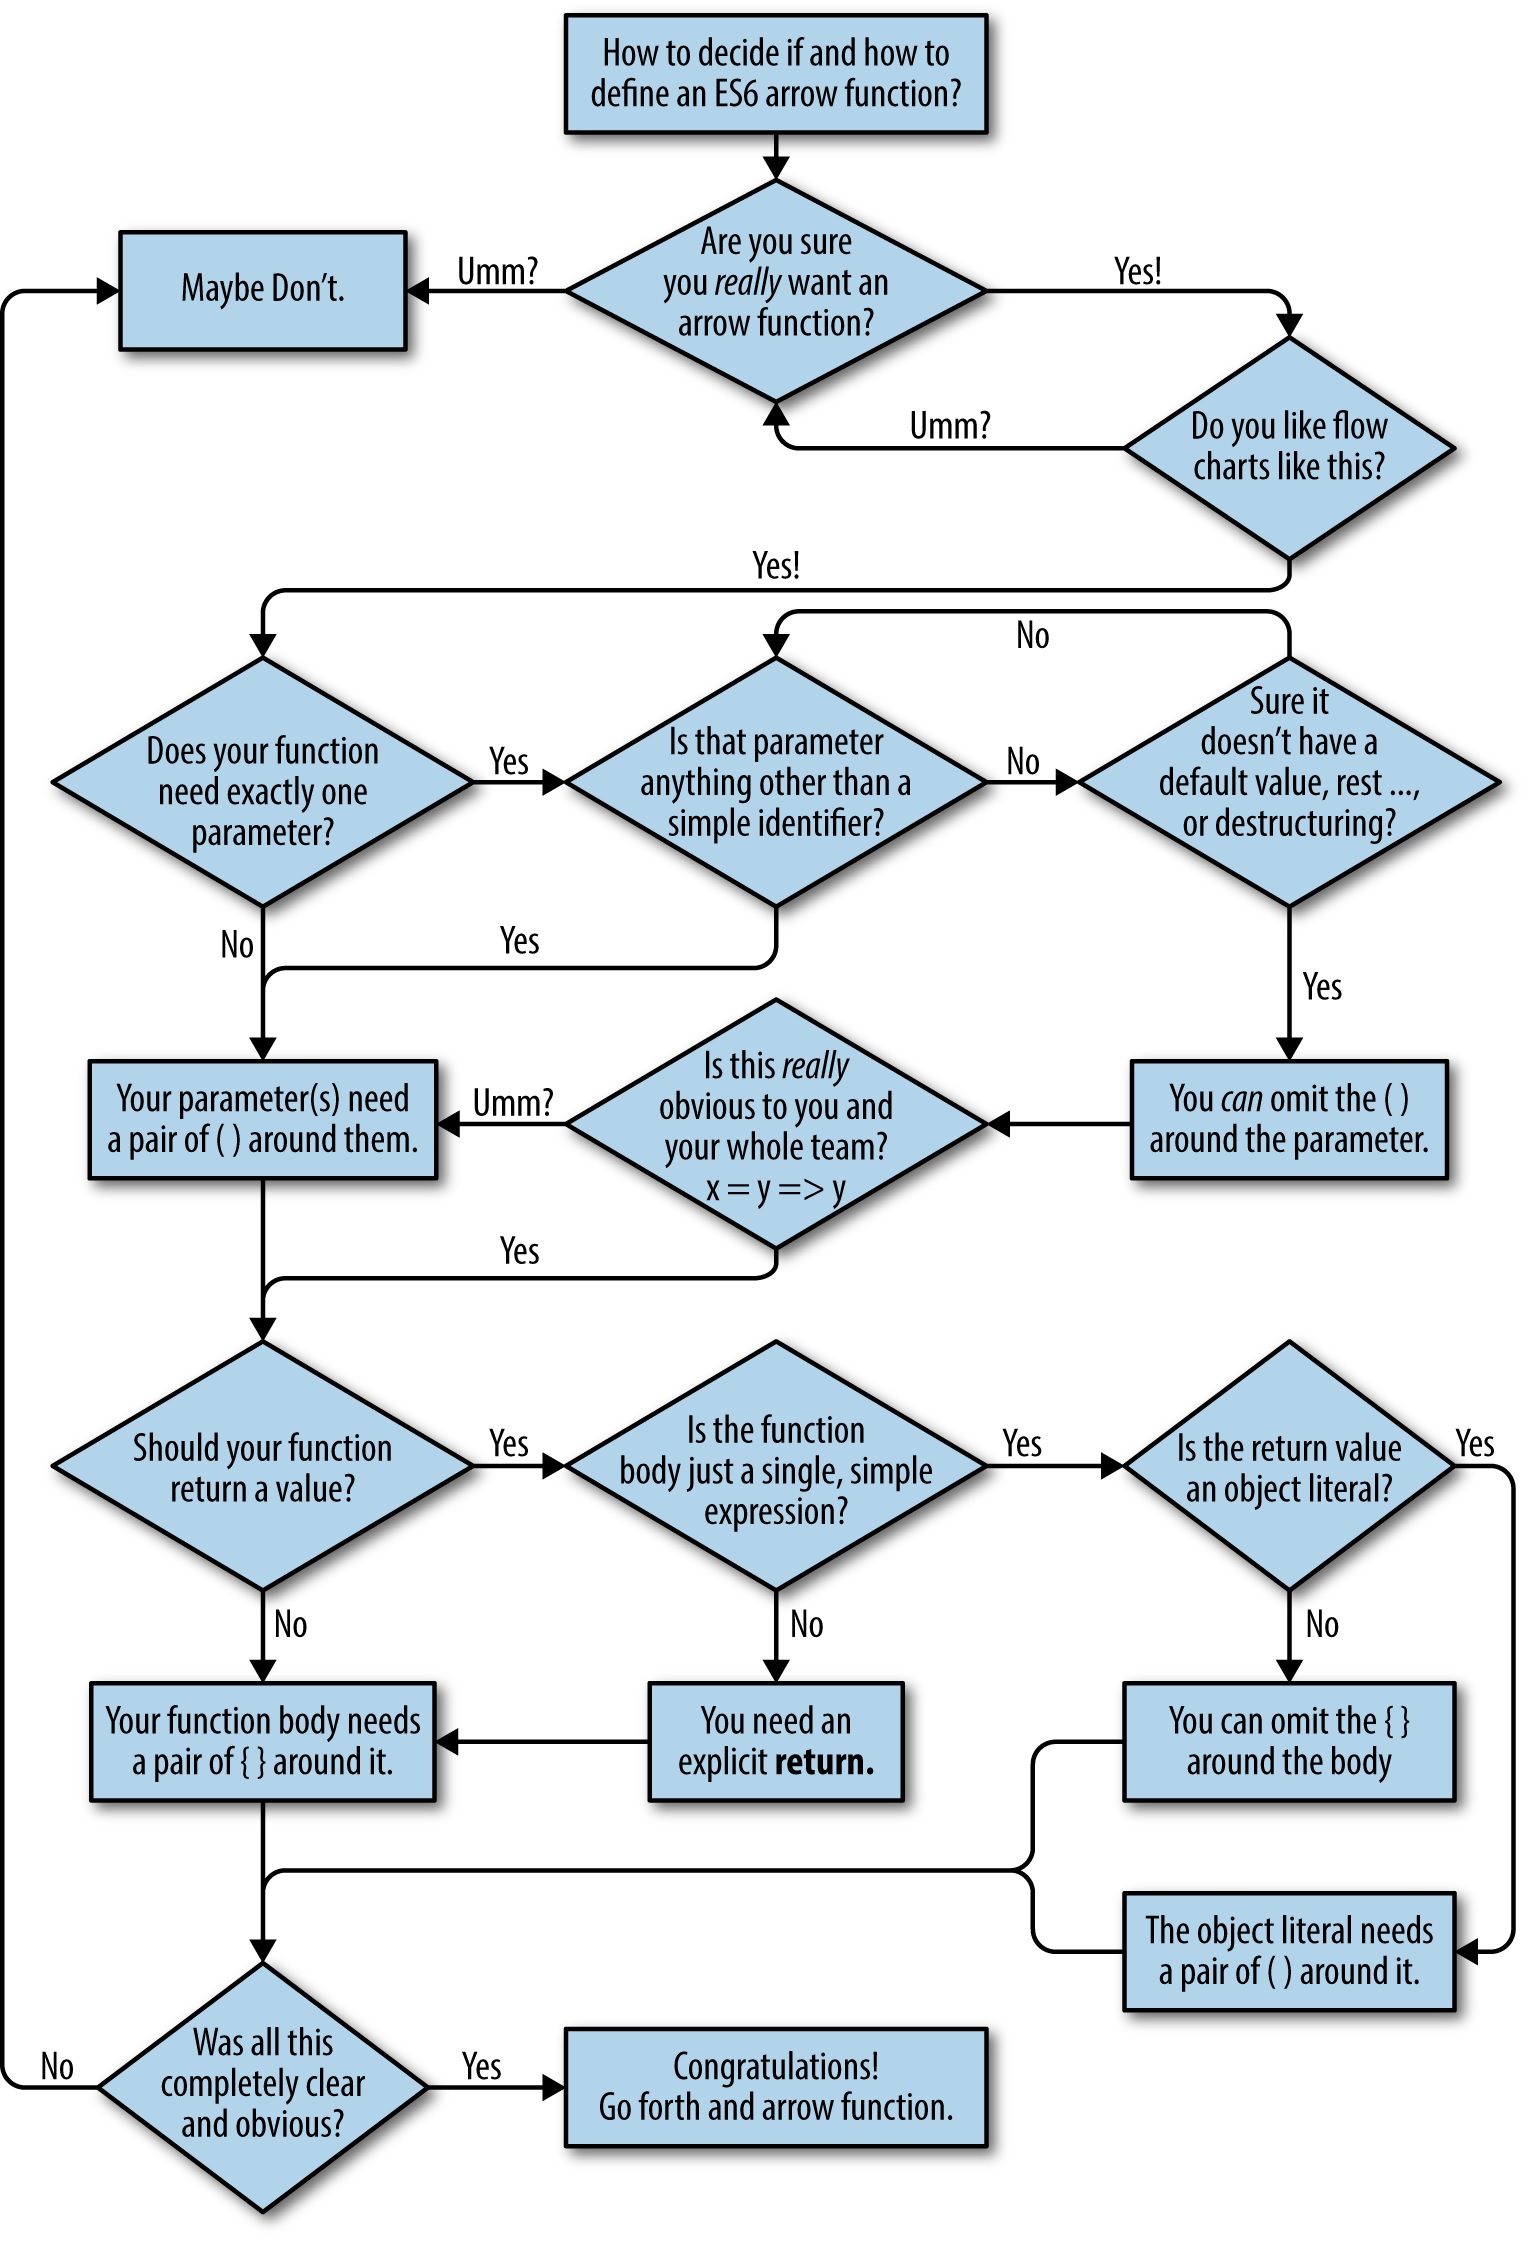 How to decide if and how to
define an ES6 arrow function?
Are you sure
you really want an
arrow function?
Umm?
Maybe Don't.
Yes!
Do you like flow
charts like this?
Umm?
Yes!
Does your function
need exactly one
parameter?
Yes
Is that parameter
anything other than a
simple identifier?
No
Sure it
doesn't have a
default value, rest ...,
or destructuring?
No
No
Yes
Yes
Your parameter(s) need
a pair of ( ) around them.
Umm?
Is this really
obvious to you and
your whole team?
x = y => y
You can omit the ( )
around the parameter.
Yes
Should your function
return a value?
Yes
Is the function
body just a single, simple
expression?
Yes
Is the return value
an object literal?
Yes
No
No
No
Your function body needs
a pair of { } around it.
You need an
explicit return.
You can omit the { }
around the body
The object literal needs
a pair of ( ) around it.
No
Was all this
completely clear
and obvious?
Yes
Congratulations!
Go forth and arrow function.